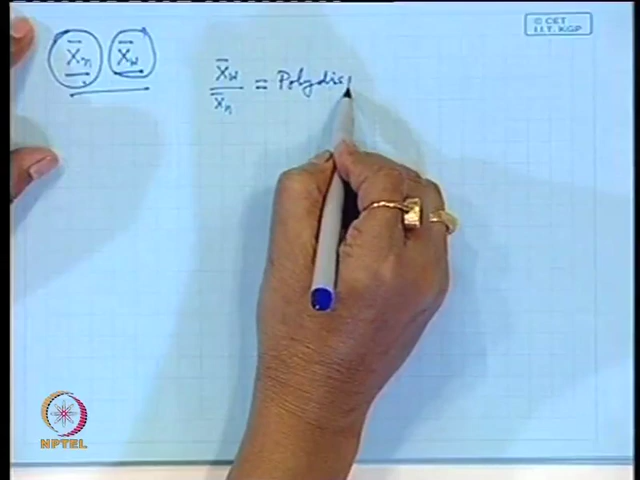 © CET
I.I.T. KGP
X̄n X̄w
X̄w / X̄n = Polydis
NPTEL